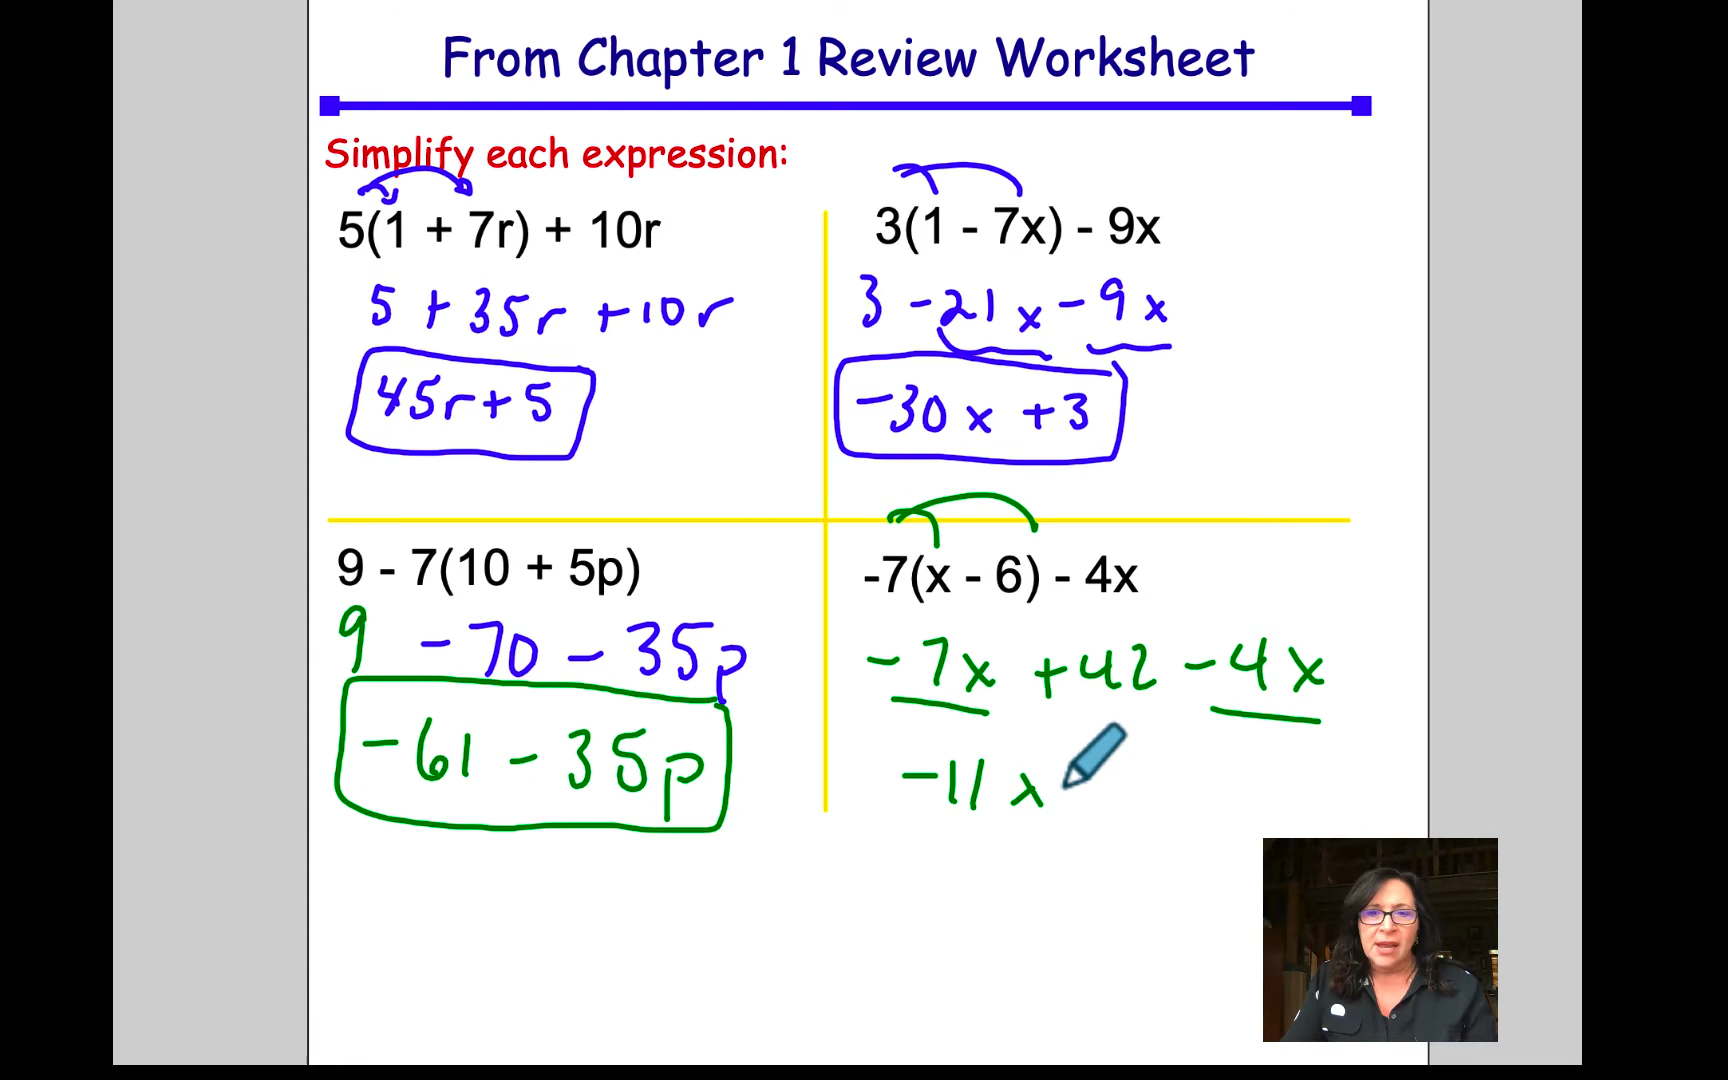 From Chapter 1 Review Worksheet
Simplify each expression:
5(1 + 7r) + 10r
5 + 35r + 10r
45r + 5
3(1 - 7x) - 9x
3 - 21x - 9x
-30x + 3
9 - 7(10 + 5p)
9 - 70 - 35p
-61 - 35p
-7(x - 6) - 4x
-7x + 42 - 4x
-11x